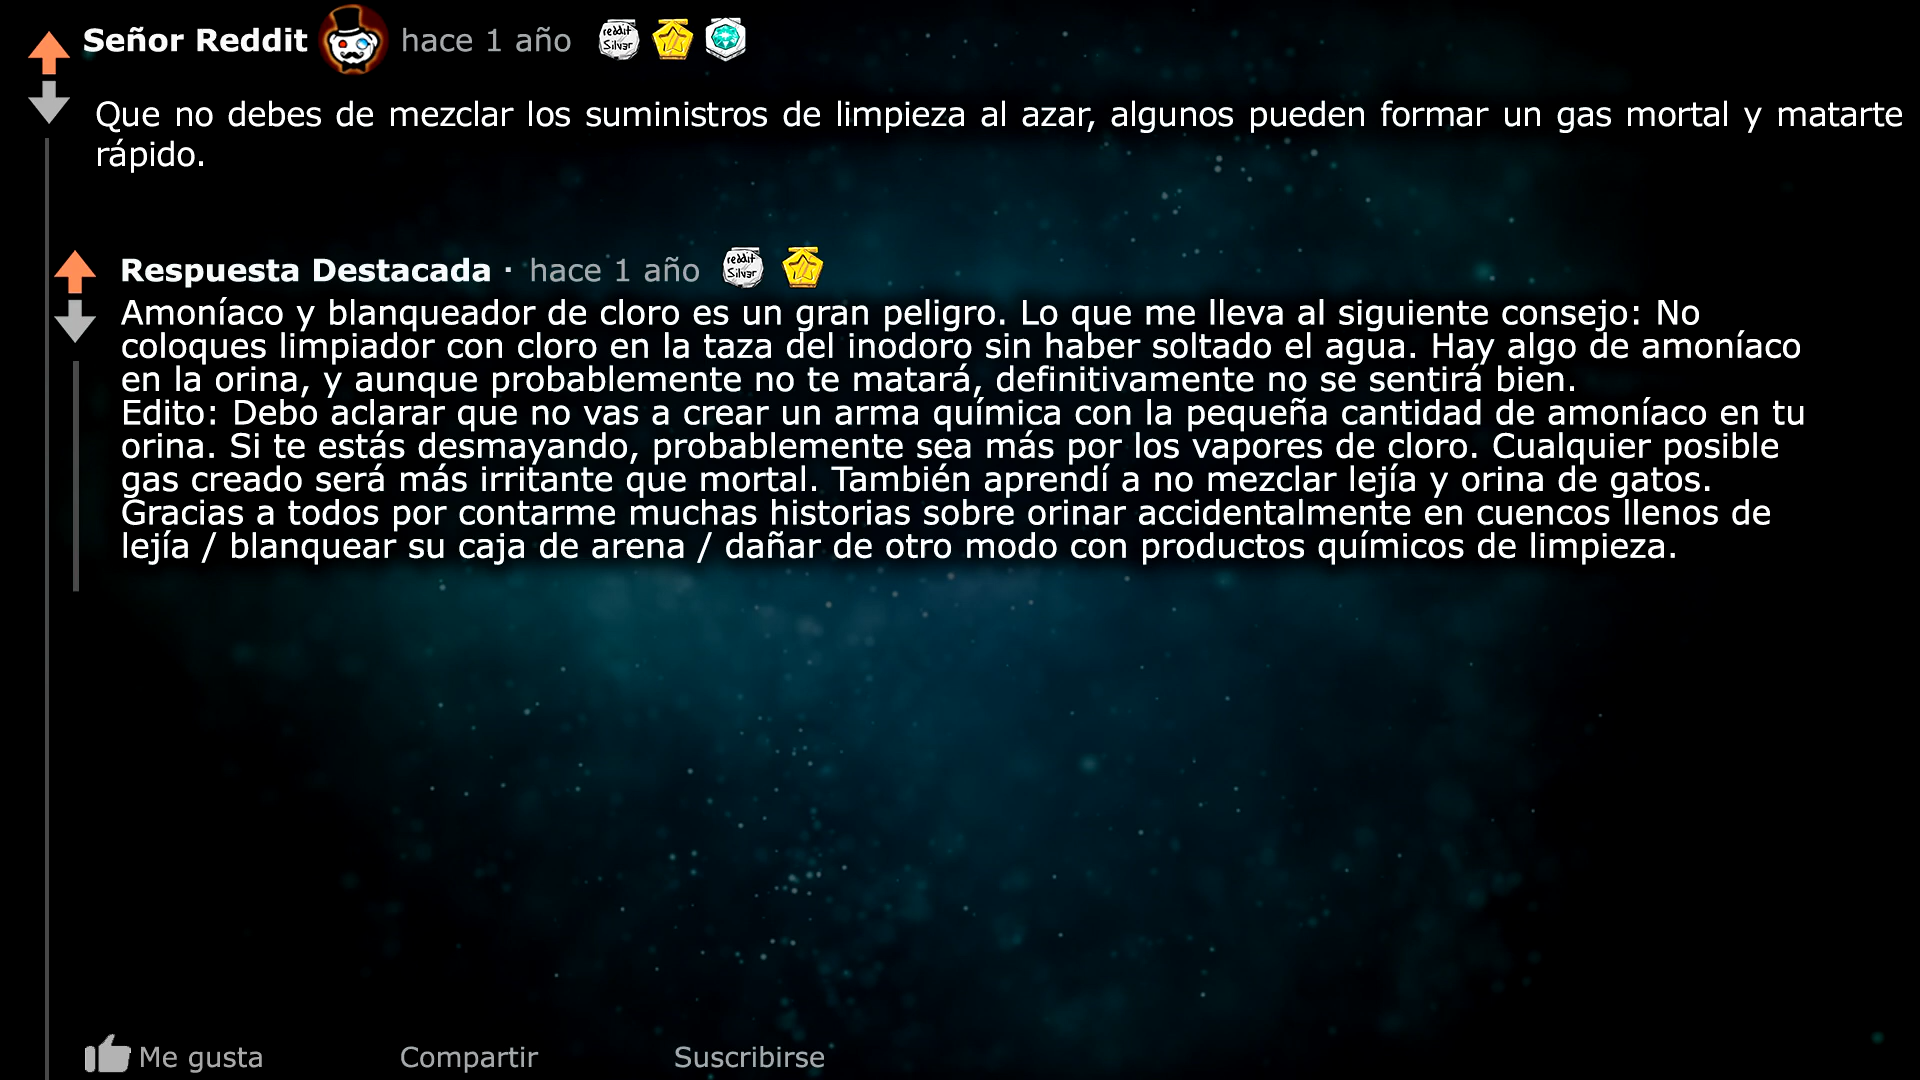 Señor Reddit hace 1 año reddit Silver
Que no debes de mezclar los suministros de limpieza al azar, algunos pueden formar un gas mortal y matarte
rápido.
Respuesta Destacada · hace 1 año reddit Silver
Amoníaco y blanqueador de cloro es un gran peligro. Lo que me lleva al siguiente consejo: No
coloques limpiador con cloro en la taza del inodoro sin haber soltado el agua. Hay algo de amoníaco
en la orina, y aunque probablemente no te matará, definitivamente no se sentirá bien.
Edito: Debo aclarar que no vas a crear un arma química con la pequeña cantidad de amoníaco en tu
orina. Si te estás desmayando, probablemente sea más por los vapores de cloro. Cualquier posible
gas creado será más irritante que mortal. También aprendí a no mezclar lejía y orina de gatos.
Gracias a todos por contarme muchas historias sobre orinar accidentalmente en cuencos llenos de
lejía / blanquear su caja de arena / dañar de otro modo con productos químicos de limpieza.
Me gusta Compartir Suscribirse